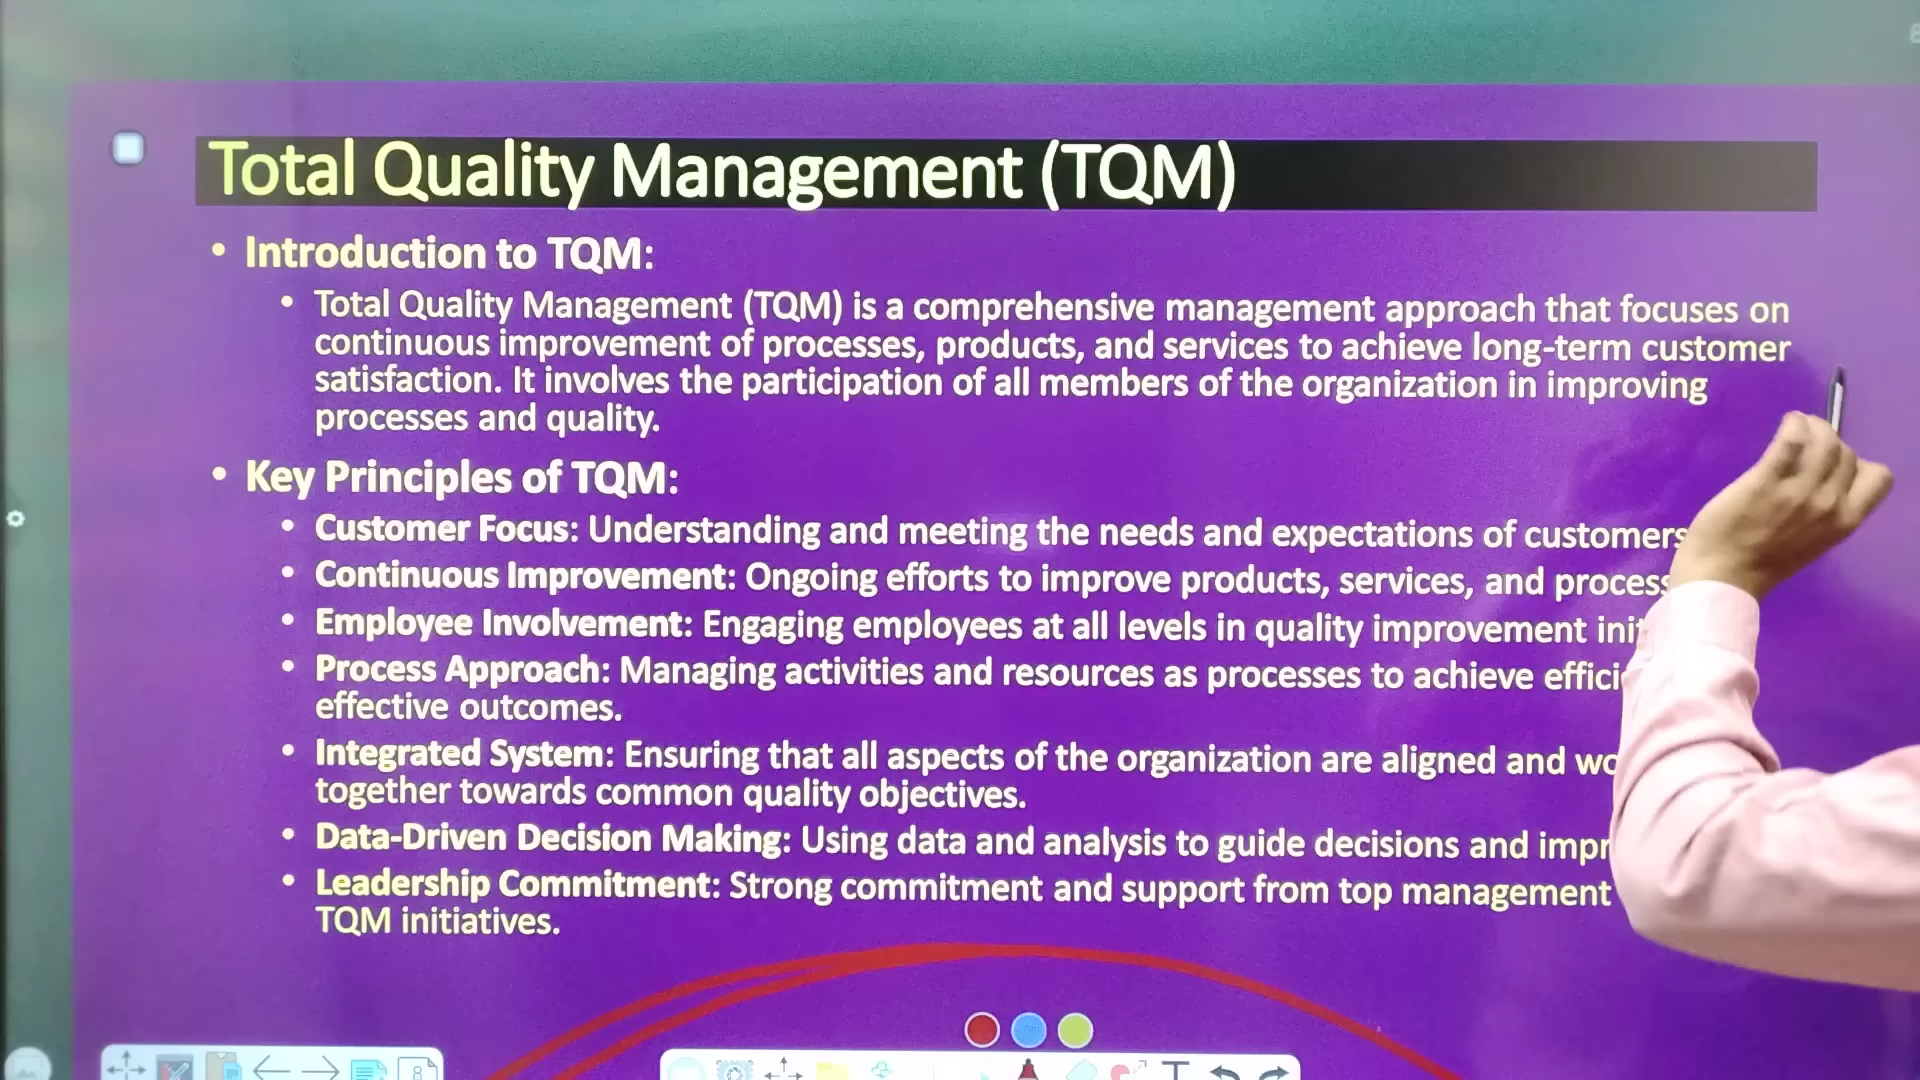 Total Quality Management (TQM)
• Introduction to TQM:
• Total Quality Management (TQM) is a comprehensive management approach that focuses on
continuous improvement of processes, products, and services to achieve long-term customer
satisfaction. It involves the participation of all members of the organization in improving
processes and quality.
• Key Principles of TQM:
• Customer Focus: Understanding and meeting the needs and expectations of customers
• Continuous Improvement: Ongoing efforts to improve products, services, and
• Employee Involvement: Engaging employees at all levels in quality improvement
• Process Approach: Managing activities and resources as processes to achieve
effective outcomes.
• Integrated System: Ensuring that all aspects of the organization are aligned and
together towards common quality objectives.
• Data-Driven Decision Making: Using data and analysis to guide decisions and
• Leadership Commitment: Strong commitment and support from top management
TQM initiatives.
8
T